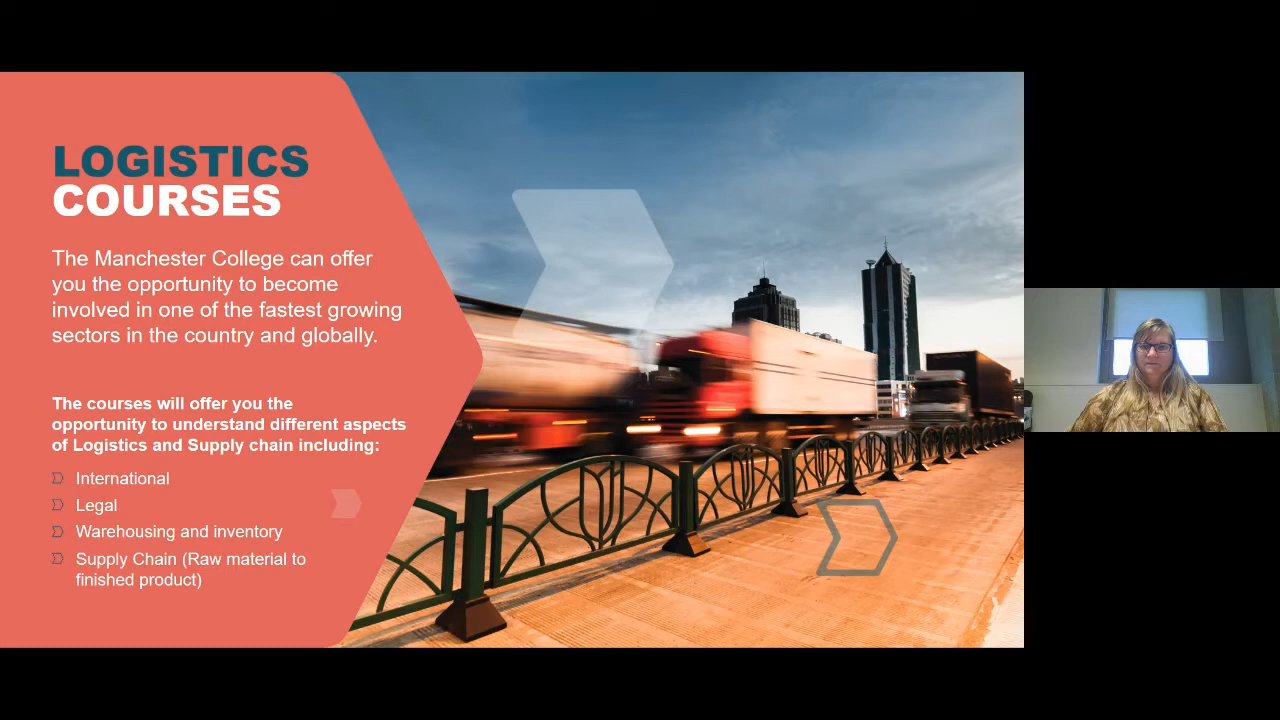 LOGISTICS
COURSES
The Manchester College can offer
you the opportunity to become
involved in one of the fastest growing
sectors in the country and globally.
The courses will offer you the
opportunity to understand different aspects
of Logistics and Supply chain including:
International
Legal
Warehousing and inventory
Supply Chain (Raw material to
finished product)